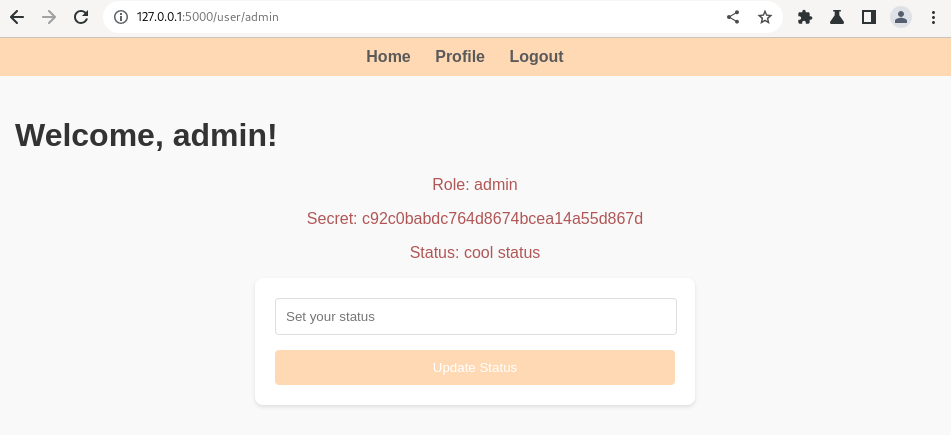 127.0.0.1:5000/user/admin
Home Profile Logout
Welcome, admin!
Role: admin
Secret: c92c0babdc764d8674bcea14a55d867d
Status: cool status
Set your status
Update Status